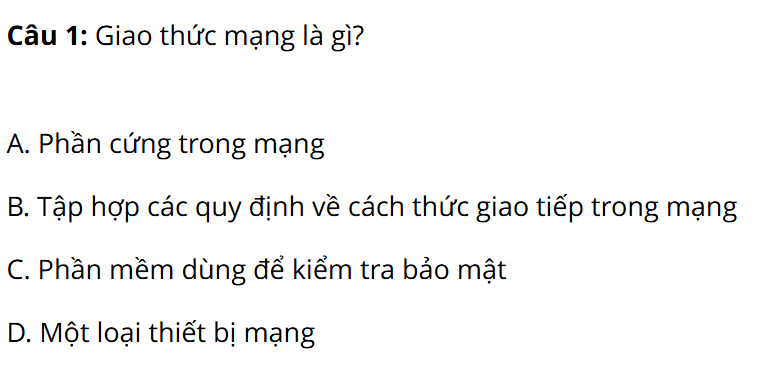 Câu 1: Giao thức mạng là gì?
A. Phần cứng trong mạng
B. Tập hợp các quy định về cách thức giao tiếp trong mạng
C. Phần mềm dùng để kiểm tra bảo mật
D. Một loại thiết bị mạng